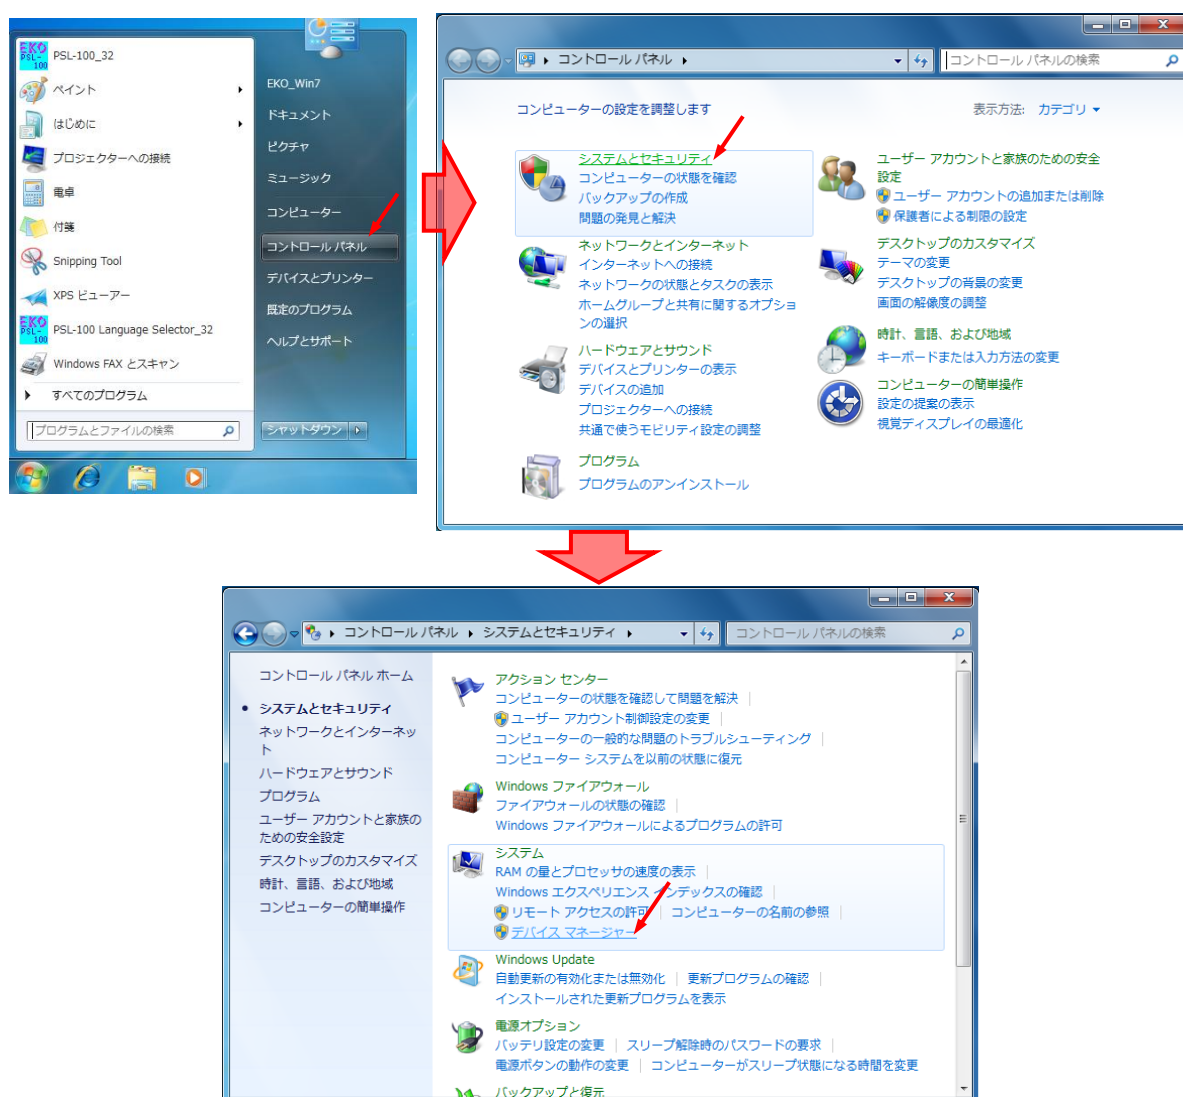 EKO
PSL-
100
PSL-100_32
ペイント
はじめに
プロジェクターへの接続
電卓
付箋
Snipping Tool
XPS ビューアー
EKO
PSL-
100
PSL-100 Language Selector_32
Windows FAX とスキャン
すべてのプログラム
プログラムとファイルの検索
EKO_Win7
ドキュメント
ピクチャ
ミュージック
コンピューター
コントロール パネル
デバイスとプリンター
既定のプログラム
ヘルプとサポート
シャットダウン
コントロール パネル
コントロール パネルの検索
コンピューターの設定を調整します
表示方法: カテゴリ
システムとセキュリティ
コンピューターの状態を確認
バックアップの作成
問題の発見と解決
ネットワークとインターネット
インターネットへの接続
ネットワークの状態とタスクの表示
ホームグループと共有に関するオプショ
ンの選択
ハードウェアとサウンド
デバイスとプリンターの表示
デバイスの追加
プロジェクターへの接続
共通で使うモビリティ設定の調整
プログラム
プログラムのアンインストール
ユーザー アカウントと家族のための安全
設定
ユーザー アカウントの追加または削除
保護者による制限の設定
デスクトップのカスタマイズ
テーマの変更
デスクトップの背景の変更
画面の解像度の調整
時計、言語、および地域
キーボードまたは入力方法の変更
コンピューターの簡単操作
設定の提案の表示
視覚ディスプレイの最適化
コントロール パネル システムとセキュリティ
コントロール パネルの検索
コントロール パネル ホーム
システムとセキュリティ
ネットワークとインターネッ
ト
ハードウェアとサウンド
プログラム
ユーザー アカウントと家族の
ための安全設定
デスクトップのカスタマイズ
時計、言語、および地域
コンピューターの簡単操作
アクション センター
コンピューターの状態を確認して問題を解決
ユーザー アカウント制御設定の変更
コンピューターの一般的な問題のトラブルシューティング
コンピューター システムを以前の状態に復元
Windows ファイアウォール
ファイアウォールの状態の確認
Windows ファイアウォールによるプログラムの許可
システム
RAM の量とプロセッサの速度の表示
Windows エクスペリエンス インデックスの確認
リモート アクセスの許可 コンピューターの名前の参照
デバイス マネージャー
Windows Update
自動更新の有効化または無効化 更新プログラムの確認
インストールされた更新プログラムを表示
電源オプション
バッテリ設定の変更 スリープ解除時のパスワードの要求
電源ボタンの動作の変更 コンピューターがスリープ状態になる時間を変更
バックアップと復元